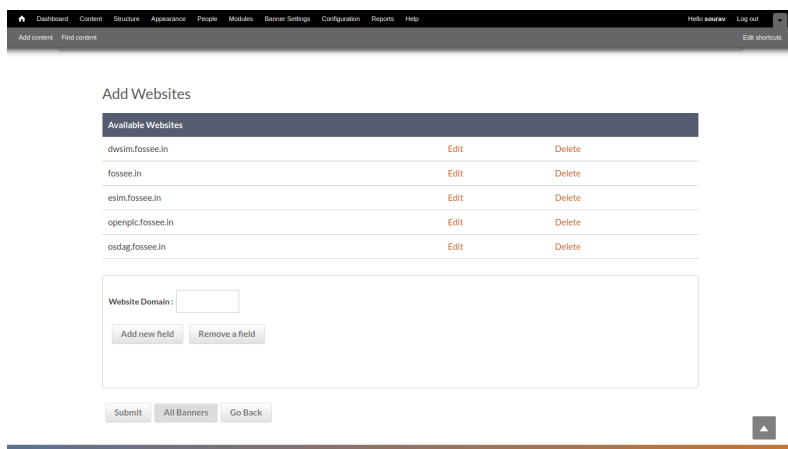 Dashboard Content Structure Appearance People Modules Banner Settings Configuration Reports Help Hello sourav Log out
Add content Find content Edit shortcuts
Add Websites
Available Websites
dwsim.fossee.in Edit Delete
fossee.in Edit Delete
esim.fossee.in Edit Delete
openplc.fossee.in Edit Delete
osdag.fossee.in Edit Delete
Website Domain :
Add new field Remove a field
Submit All Banners Go Back